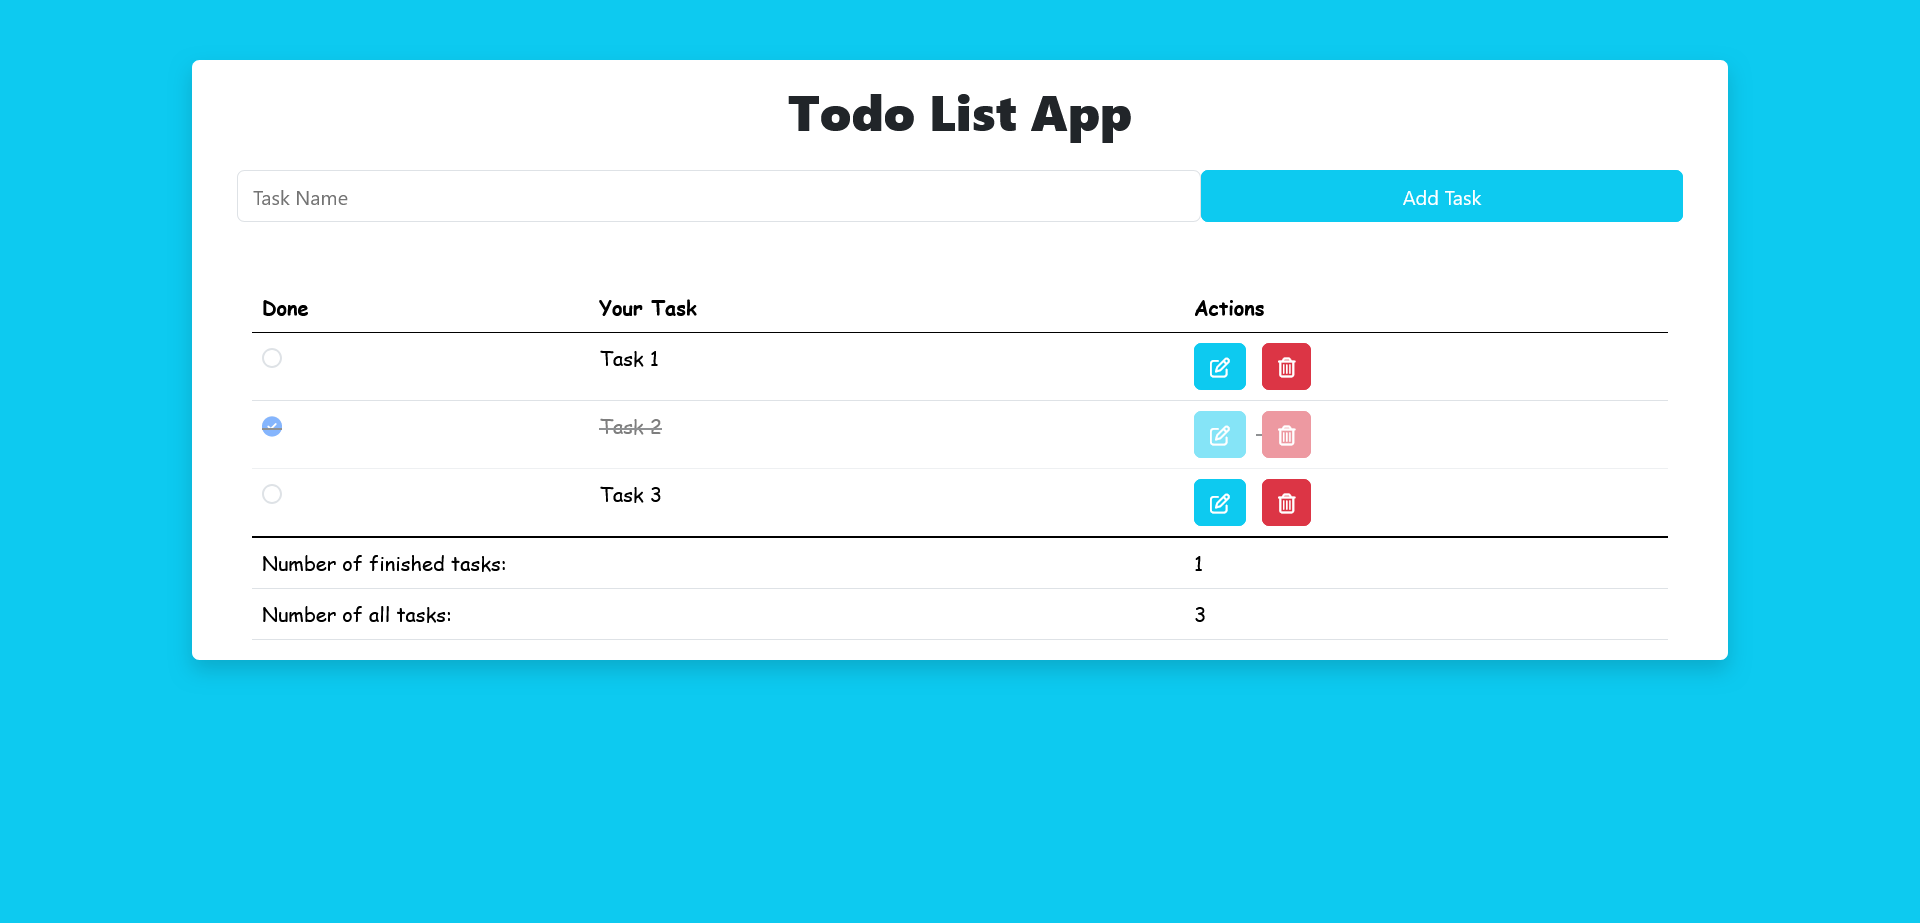 Todo List App
Task Name
Add Task
Done Your Task Actions
Task 1
Task 2
Task 3
Number of finished tasks: 1
Number of all tasks: 3